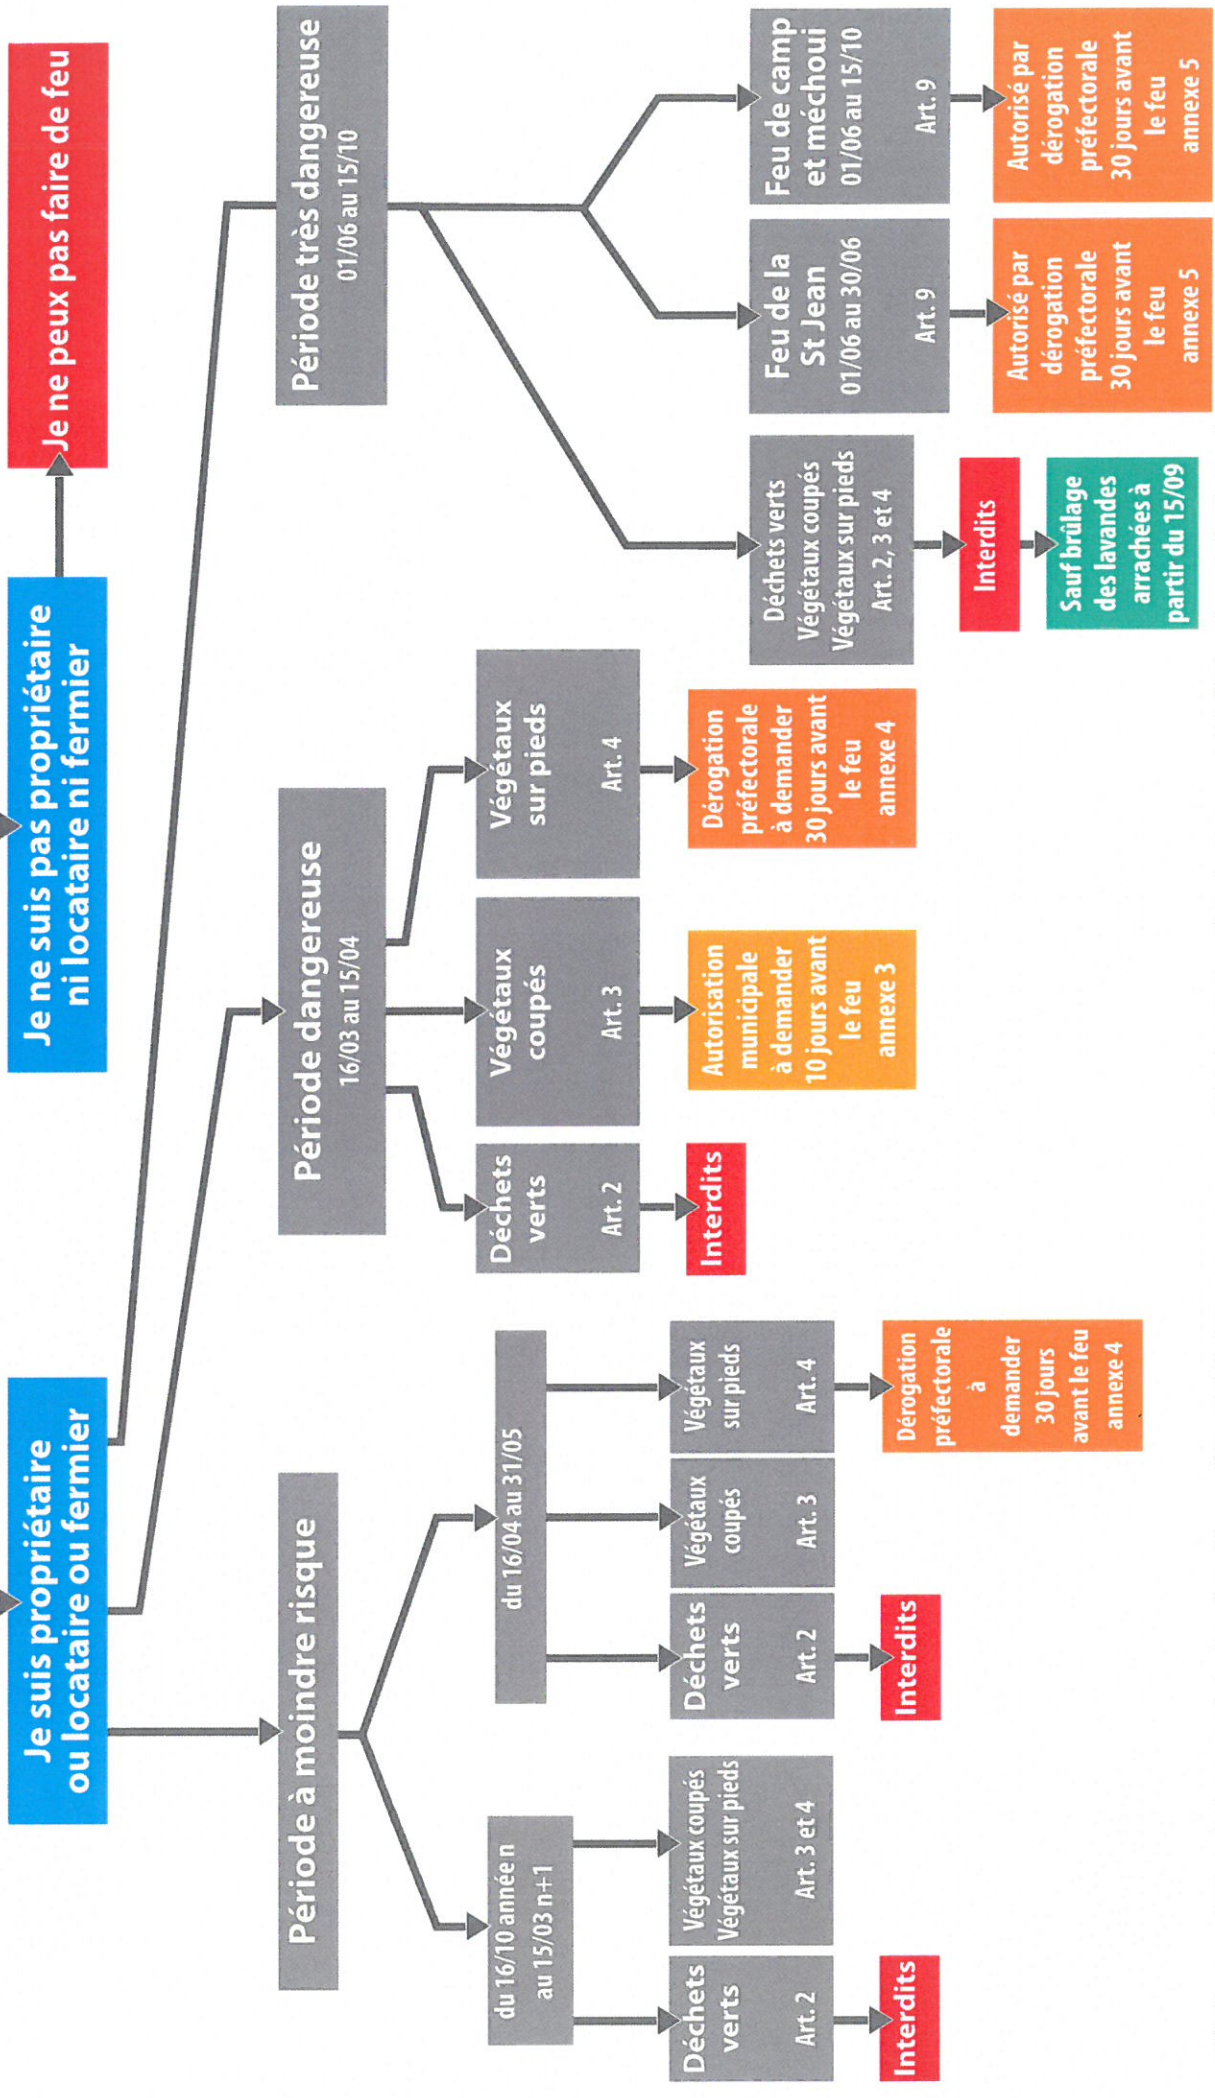 Je suis propriétaire
ou locataire ou fermier
Je ne suis pas propriétaire
ni locataire ni fermier
Je ne peux pas faire de feu
Période à moindre risque
du 16/10 année n
au 15/03 n+1
Déchets
verts
Art. 2
Interdits
Végétaux coupés
Végétaux sur pieds
Art. 3 et 4
du 16/04 au 31/05
Déchets
verts
Art. 2
Interdits
Végétaux
coupés
Art. 3
Végétaux
sur pieds
Art. 4
Dérogation
préfectorale
à
demander
30 jours
avant le feu
annexe 4
Période dangereuse
16/03 au 15/04
Déchets
verts
Art. 2
Interdits
Végétaux
coupés
Art. 3
Autorisation
municipale
à demander
10 jours avant
le feu
annexe 3
Végétaux
sur pieds
Art. 4
Dérogation
préfectorale
à demander
30 jours avant
le feu
annexe 4
Période très dangereuse
01/06 au 15/10
Déchets verts
Végétaux coupés
Végétaux sur pieds
Art. 2, 3 et 4
Interdits
Sauf brûlage
des lavandes
arrachées à
partir du 15/09
Feu de la
St Jean
01/06 au 30/06
Art. 9
Autorisé par
dérogation
préfectorale
30 jours avant
le feu
annexe 5
Feu de camp
et méchoui
01/06 au 15/10
Art. 9
Autorisé par
dérogation
préfectorale
30 jours avant
le feu
annexe 5